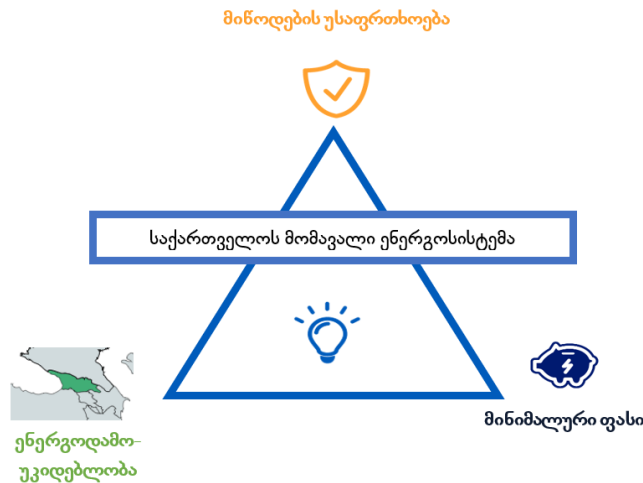 მიწოდების უსაფრთხოება
საქართველოს მომავალი ენერგოსისტემა
მინიმალური ფასი
ენერგოდამო-
უკიდებლობა